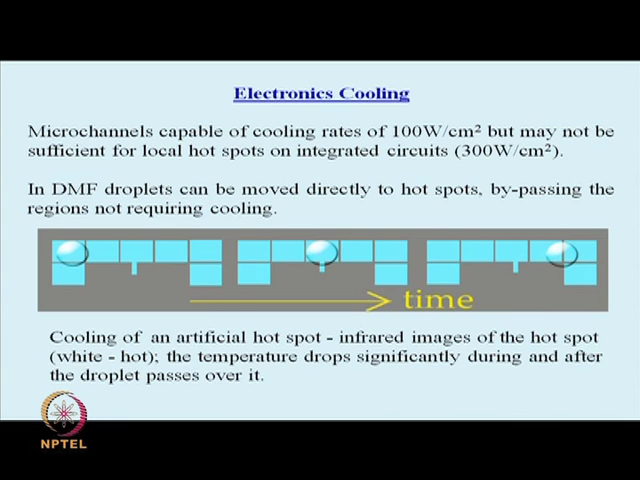 Electronics Cooling
Microchannels capable of cooling rates of 100W/cm² but may not be
sufficient for local hot spots on integrated circuits (300W/cm²).
In DMF droplets can be moved directly to hot spots, by-passing the
regions not requiring cooling.
time
Cooling of an artificial hot spot - infrared images of the hot spot
(white - hot); the temperature drops significantly during and after
the droplet passes over it.
NPTEL